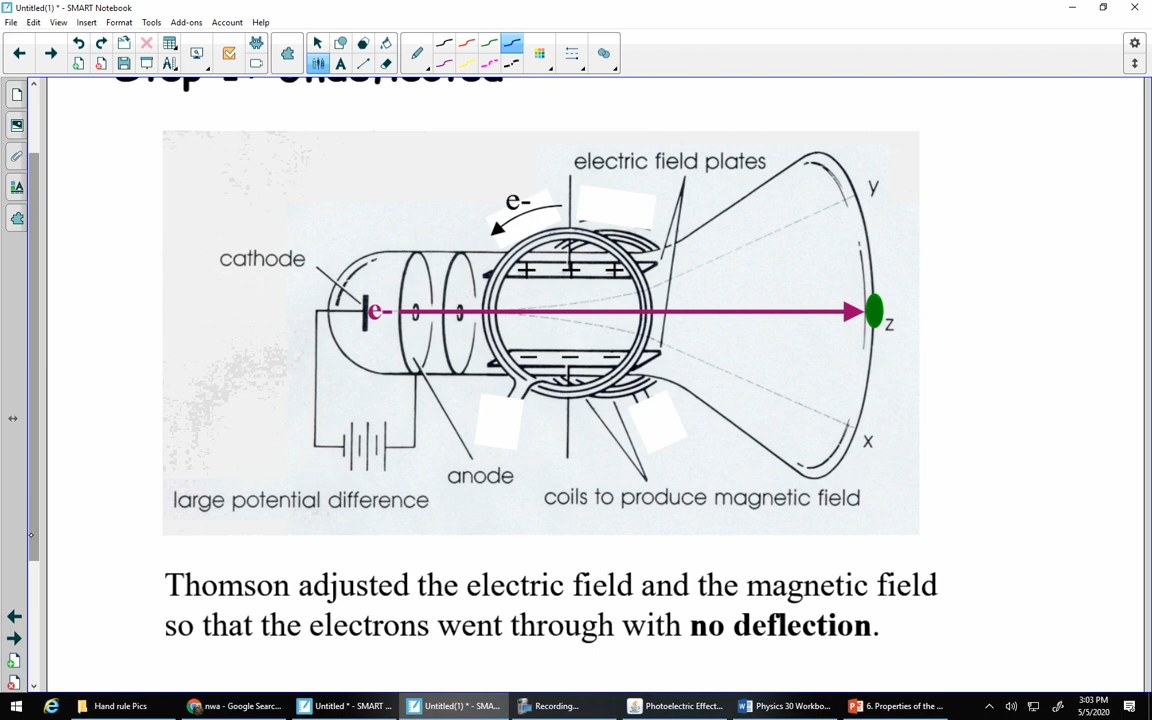 Untitled(1) * - SMART Notebook
File Edit View Insert Format Tools Add-ons Account Help
electric field plates
y
e-
cathode
+ + +
e-
z
− − −
x
anode
large potential difference
coils to produce magnetic field
Thomson adjusted the electric field and the magnetic field
so that the electrons went through with no deflection.
Hand rule Pics
nwa - Google Searc...
Untitled * - SMART ...
Untitled(1) * - SMA...
Recording...
Photoelectric Effect...
Physics 30 Workbo...
6. Properties of the ...
3:03 PM
5/5/2020